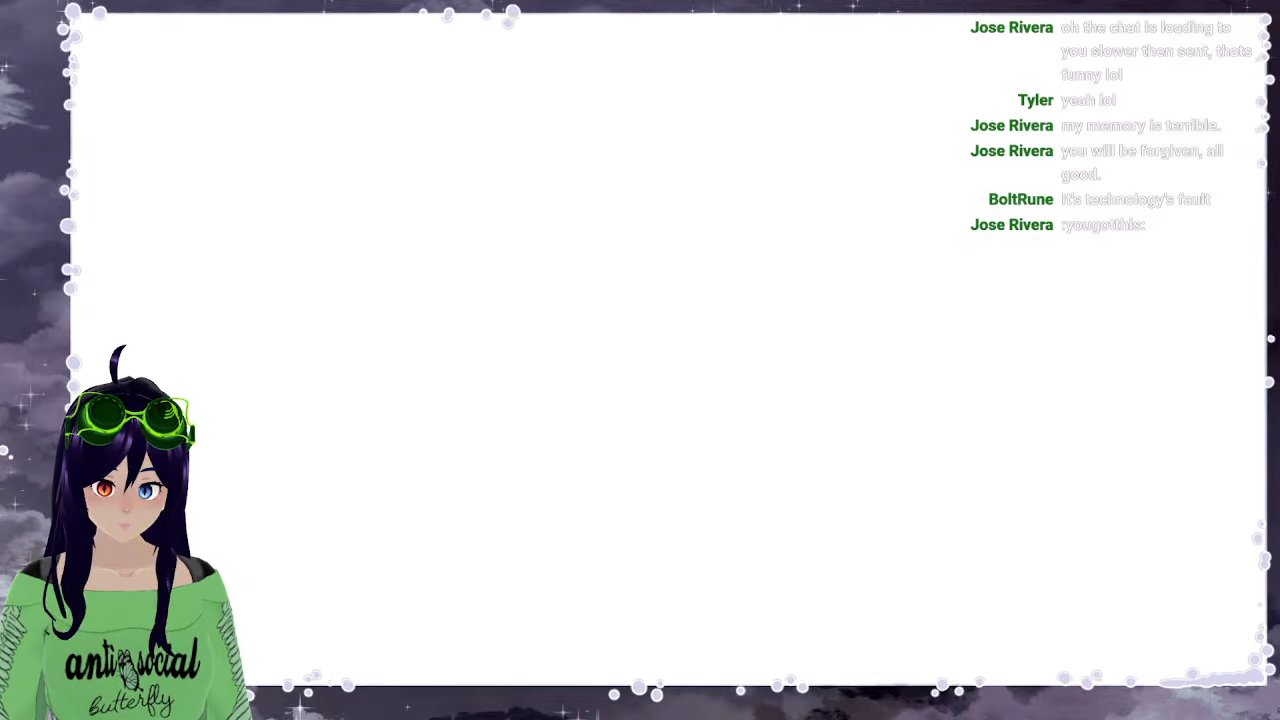 Jose Rivera oh the chat is loading to
you slower then sent, thats
funny lol
Tyler yeah lol
Jose Rivera my memory is terrible.
Jose Rivera you will be forgiven, all
good.
BoltRune It's technology's fault
Jose Rivera :yougotthis:
anti social
butterfly